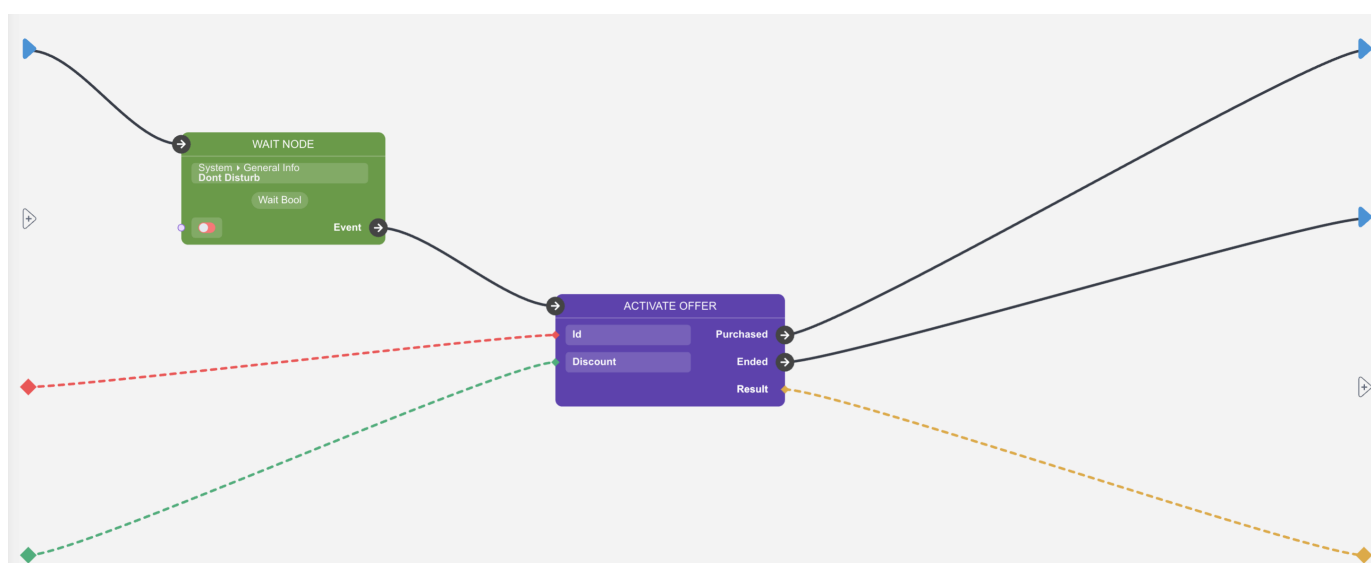 WAIT NODE
System ▸ General Info
Dont Disturb
Wait Bool
Event
ACTIVATE OFFER
Id
Purchased
Discount
Ended
Result